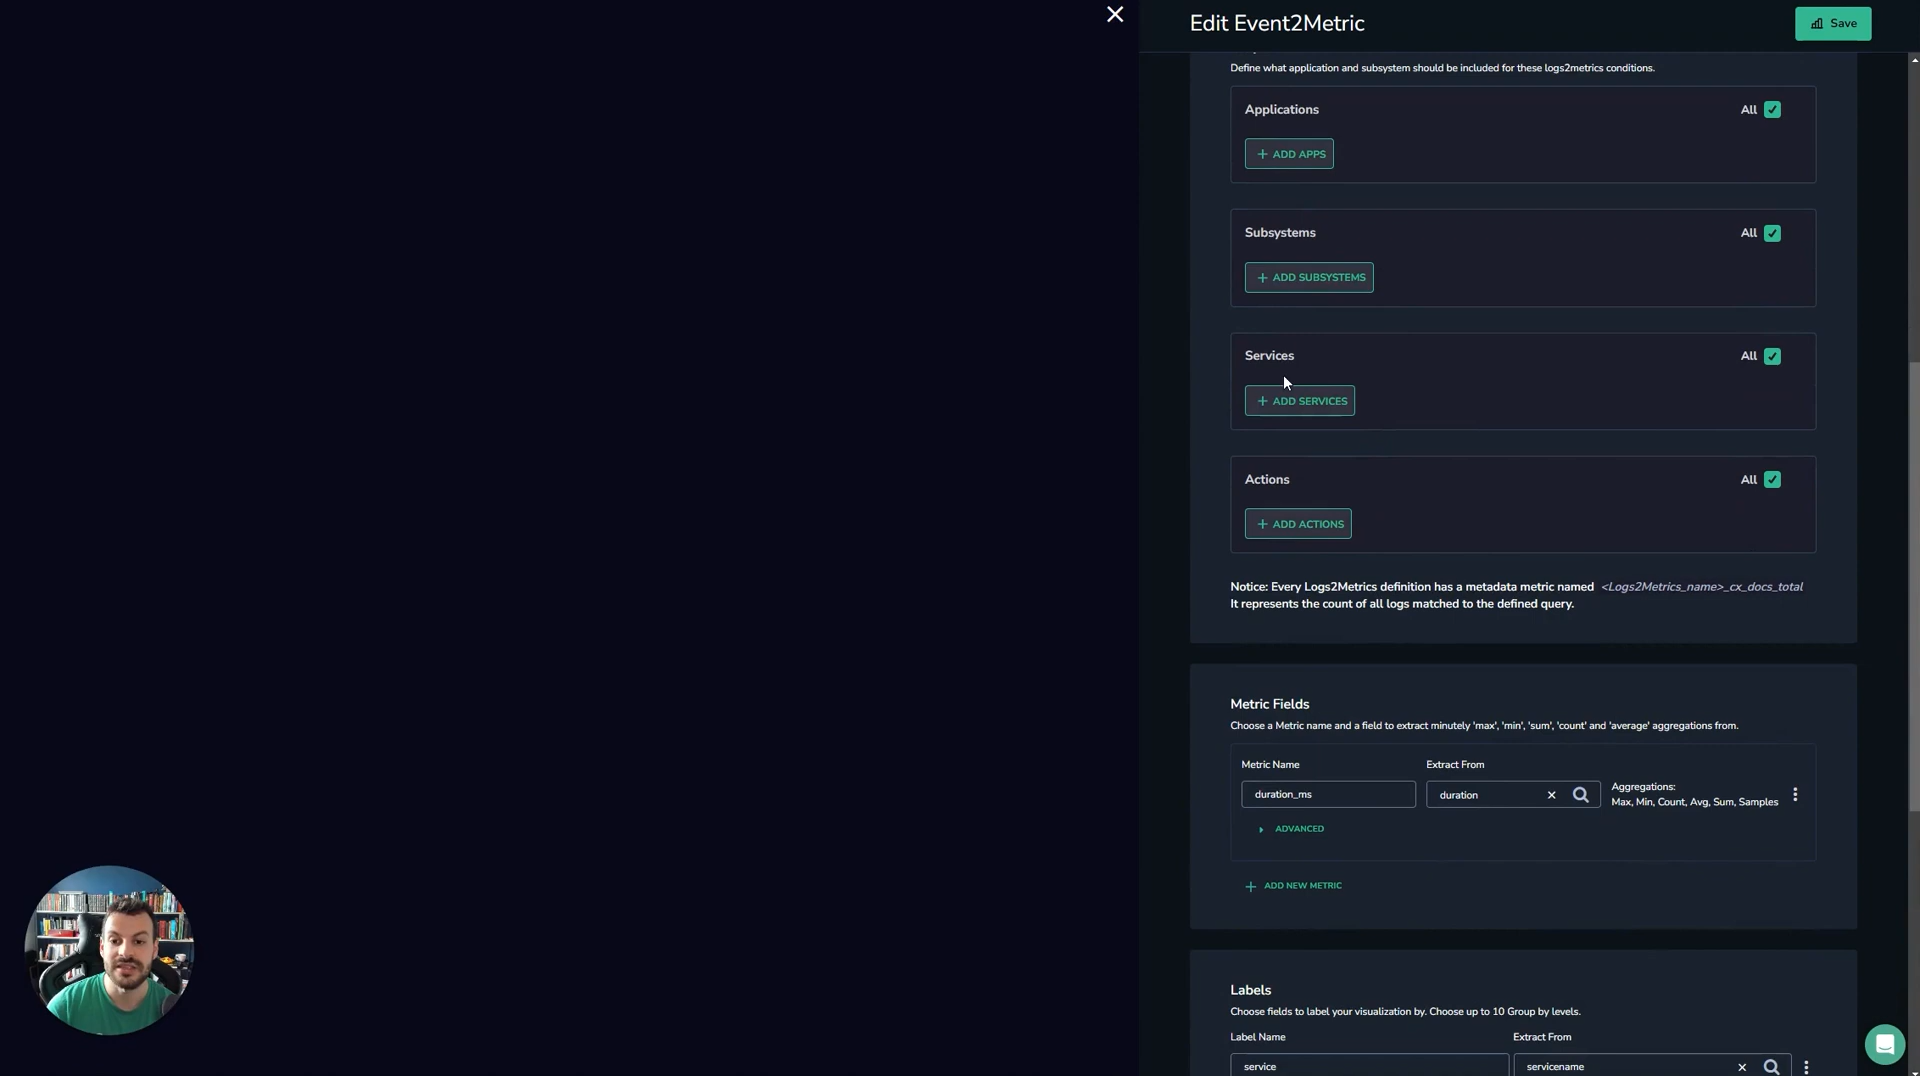 Edit Event2Metric
Save
Define what application and subsystem should be included for these logs2metrics conditions.
Applications
All
+ ADD APPS
Subsystems
All
+ ADD SUBSYSTEMS
Services
All
+ ADD SERVICES
Actions
All
+ ADD ACTIONS
Notice: Every Logs2Metrics definition has a metadata metric named <Logs2Metrics_name>_cx_docs_total
It represents the count of all logs matched to the defined query.
Metric Fields
Choose a Metric name and a field to extract minutely 'max', 'min', 'sum', 'count' and 'average' aggregations from.
Metric Name
Extract From
duration_ms
duration
Aggregations:
Max, Min, Count, Avg, Sum, Samples
ADVANCED
+ ADD NEW METRIC
Labels
Choose fields to label your visualization by. Choose up to 10 Group by levels.
Label Name
Extract From
service
servicename